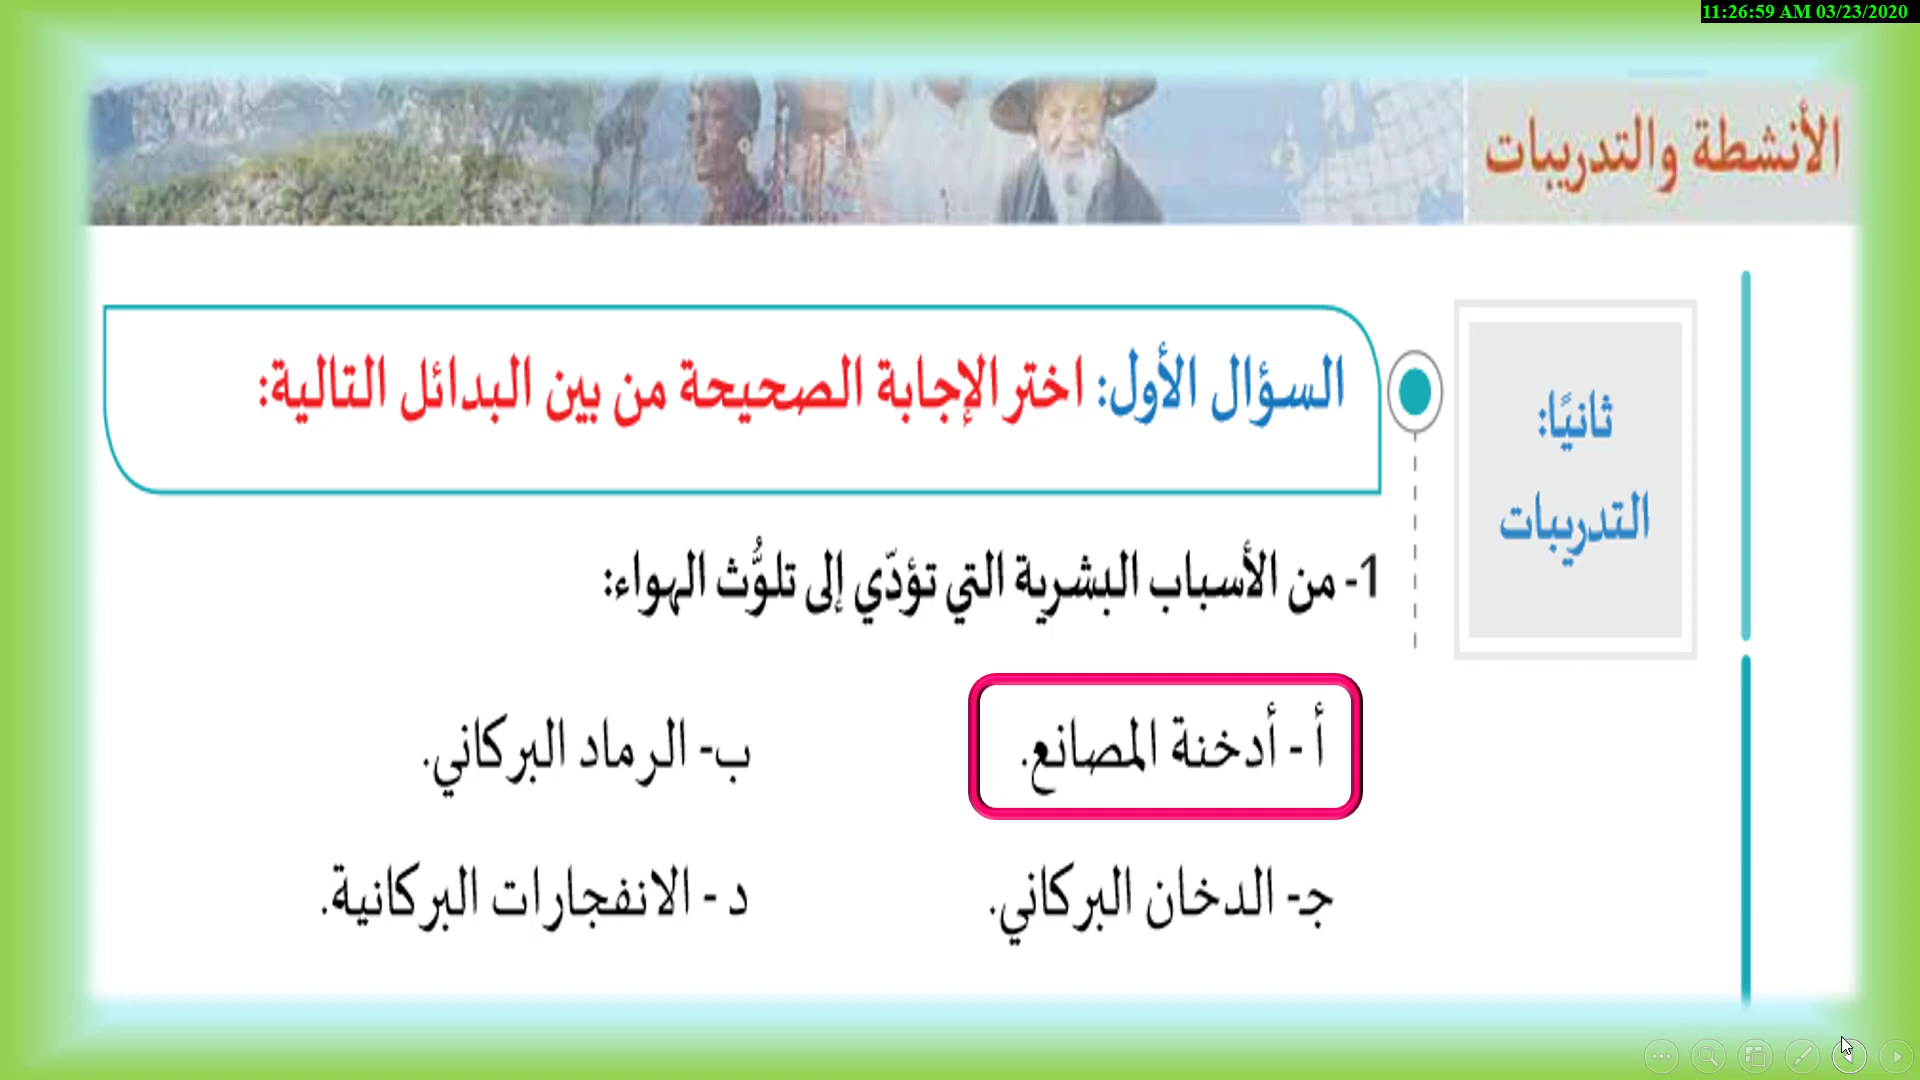 11:26:59 AM 03/23/2020
الأنشطة والتدريبات
ثانيًا:
التدريبات
السؤال الأول: اختر الإجابة الصحيحة من بين البدائل التالية:
1- من الأسباب البشرية التي تؤدّي إلى تلوُّث الهواء:
أ - أدخنة المصانع.
ب- الرماد البركاني.
جـ- الدخان البركاني.
د - الانفجارات البركانية.